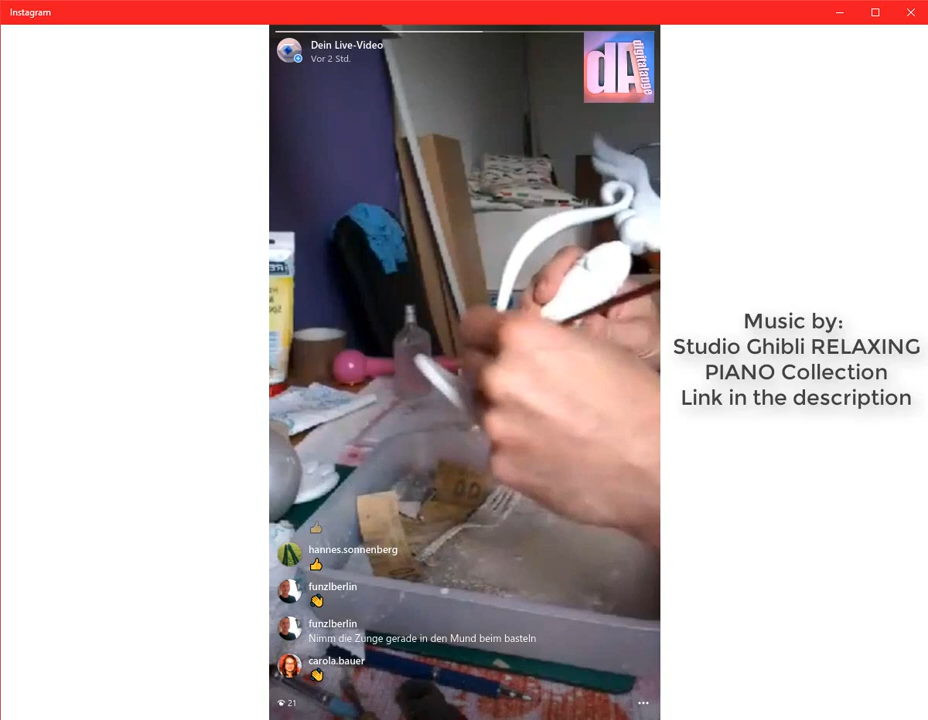 Instagram
Dein Live-Video
Vor 2 Std.
dA
digitalange
hannes.sonnenberg
👍
funzlberlin
👏
funzlberlin
Nimm die Zunge gerade in den Mund beim basteln
carola.bauer
👏
21
Music by:
Studio Ghibli RELAXING
PIANO Collection
Link in the description